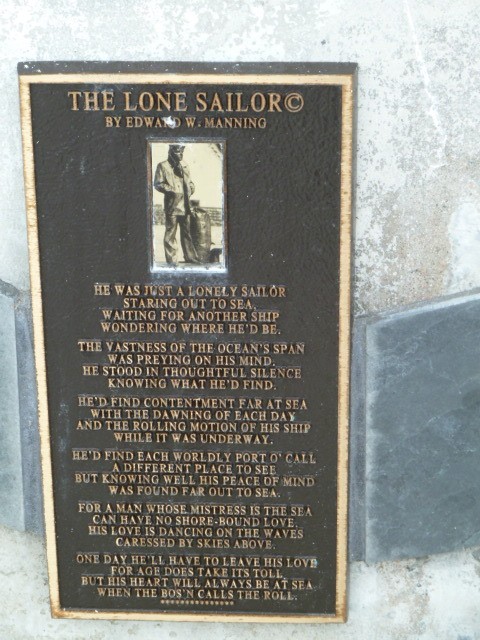 THE LONE SAILOR©
BY EDWARD W. MANNING
HE WAS JUST A LONELY SAILOR
STARING OUT TO SEA,
WAITING FOR ANOTHER SHIP
WONDERING WHERE HE'D BE.
THE VASTNESS OF THE OCEAN'S SPAN
WAS PREYING ON HIS MIND.
HE STOOD IN THOUGHTFUL SILENCE
KNOWING WHAT HE'D FIND.
HE'D FIND CONTENTMENT FAR AT SEA
WITH THE DAWNING OF EACH DAY
AND THE ROLLING MOTION OF HIS SHIP
WHILE IT WAS UNDERWAY.
HE'D FIND EACH WORLDLY PORT O' CALL
A DIFFERENT PLACE TO SEE
BUT KNOWING WELL HIS PEACE OF MIND
WAS FOUND FAR OUT TO SEA.
FOR A MAN WHOSE MISTRESS IS THE SEA
CAN HAVE NO SHORE-BOUND LOVE.
HIS LOVE IS DANCING ON THE WAVES
CARESSED BY SKIES ABOVE.
ONE DAY HE'LL HAVE TO LEAVE HIS LOVE
FOR AGE DOES TAKE ITS TOLL,
BUT HIS HEART WILL ALWAYS BE AT SEA
WHEN THE BOS'N CALLS THE ROLL.